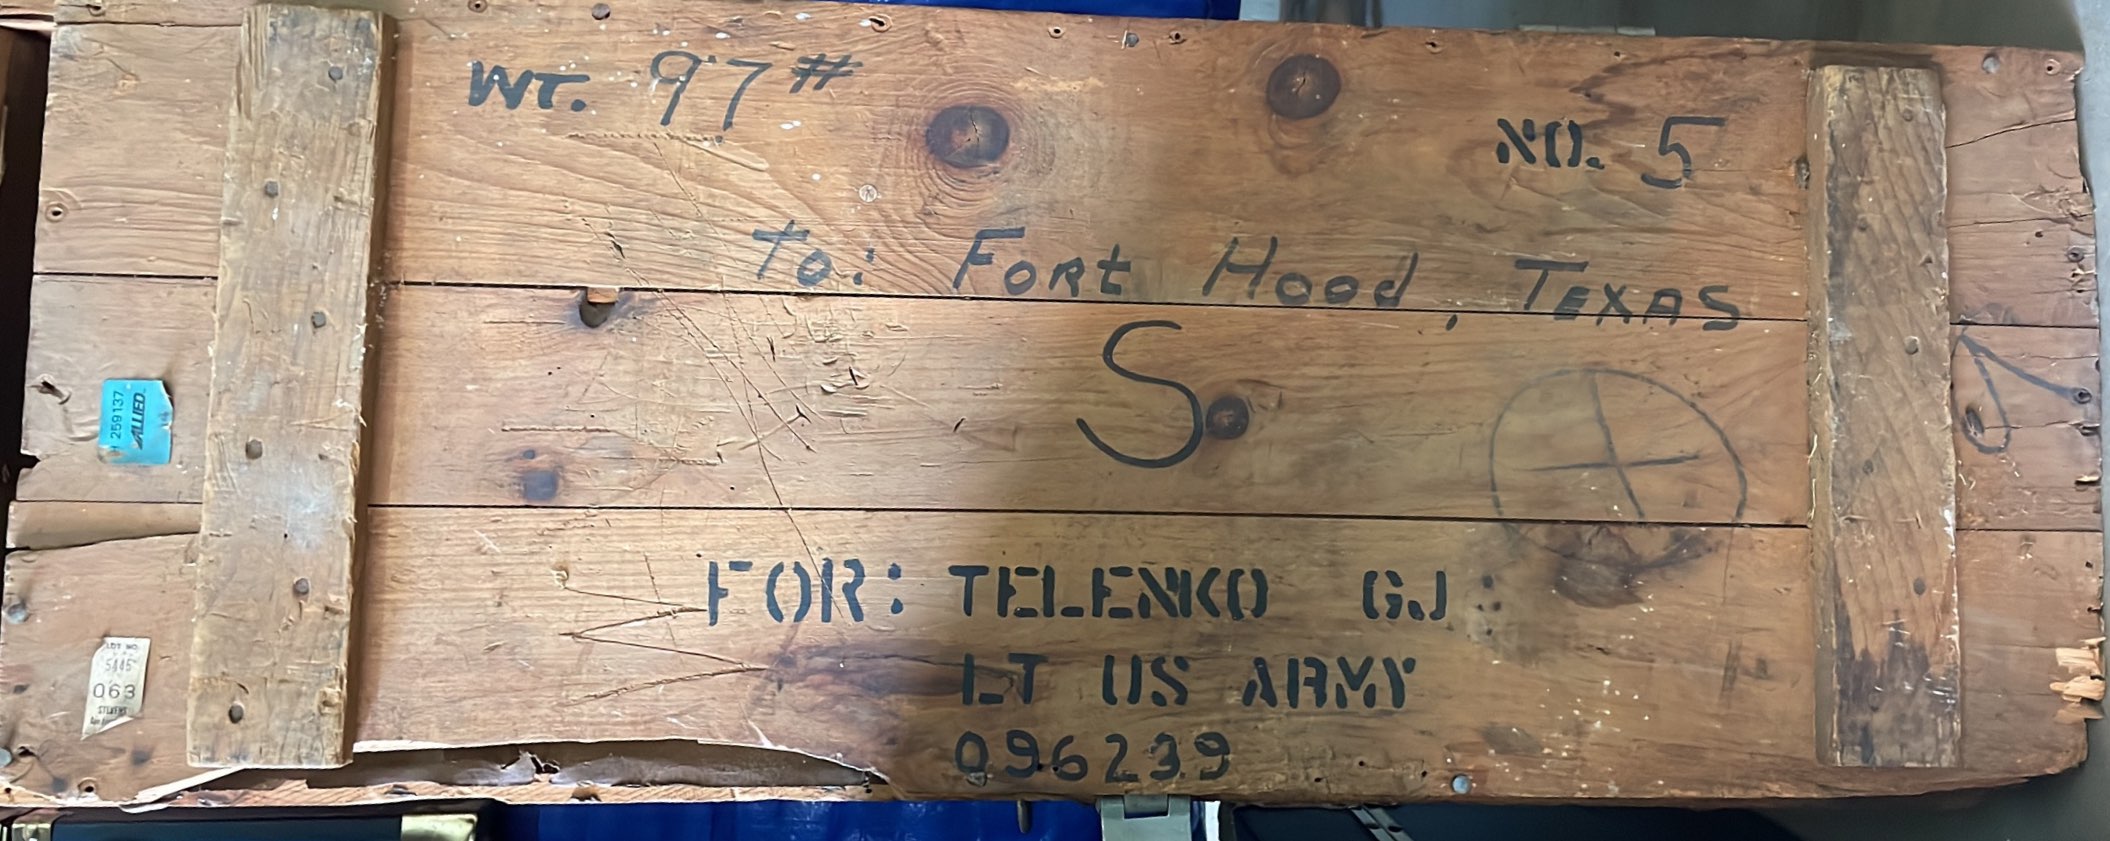 WT. 97#
NO. 5
To: Fort Hood, Texas
S
259137
ALLIED
FOR: TELENKO GJ
LT US ARMY
096239
LOT NO
5445
063
STEVENS